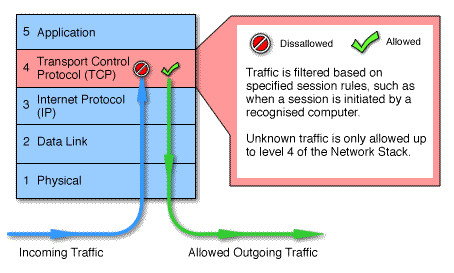 5 Application
4 Transport Control
Protocol (TCP)
3 Internet Protocol
(IP)
2 Data Link
1 Physical
Incoming Traffic
Allowed Outgoing Traffic
Disallowed
Allowed
Traffic is filtered based on
specified session rules, such as
when a session is initiated by a
recognised computer.
Unknown traffic is only allowed up
to level 4 of the Network Stack.